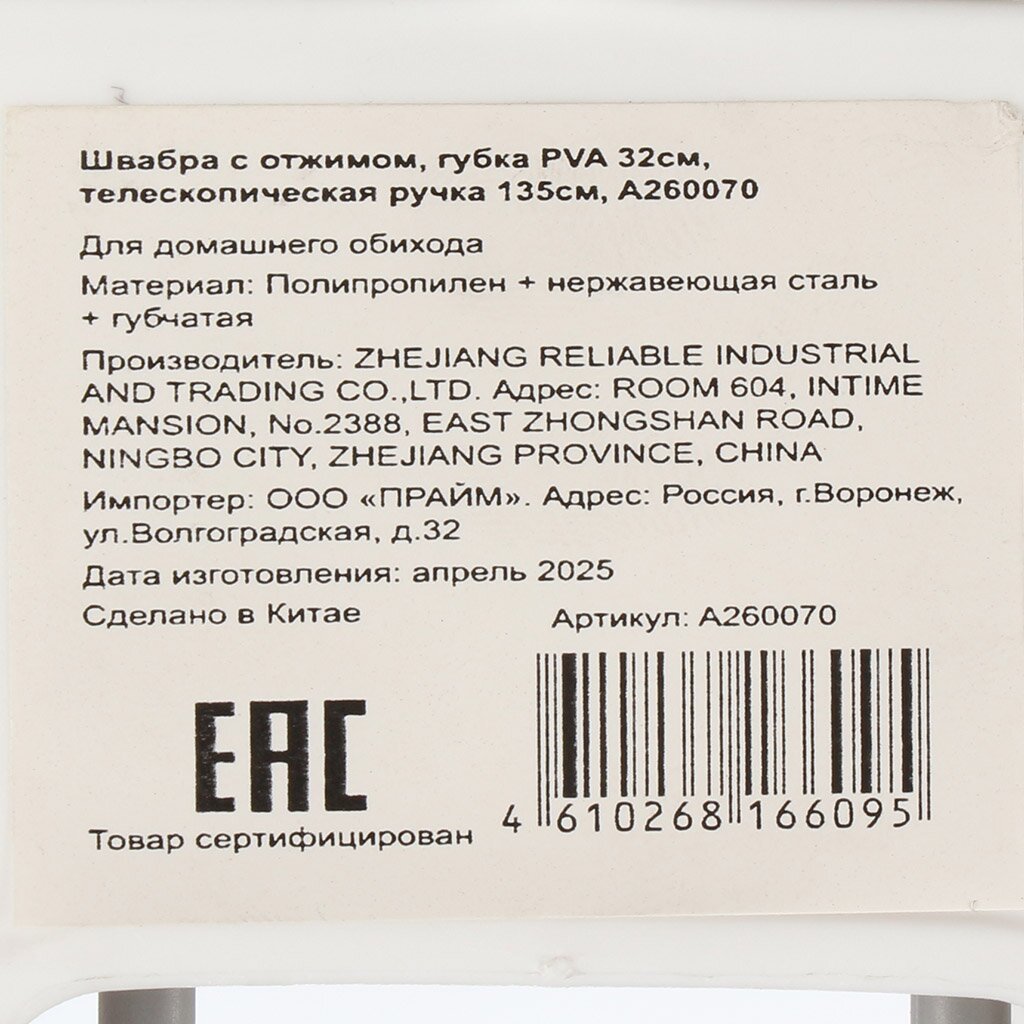 Швабра с отжимом, губка PVA 32см,
телескопическая ручка 135см, A260070
Для домашнего обихода
Материал: Полипропилен + нержавеющая сталь
+ губчатая
Производитель: ZHEJIANG RELIABLE INDUSTRIAL
AND TRADING CO.,LTD. Адрес: ROOM 604, INTIME
MANSION, No.2388, EAST ZHONGSHAN ROAD,
NINGBO CITY, ZHEJIANG PROVINCE, CHINA
Импортер: ООО «ПРАЙМ». Адрес: Россия, г.Воронеж,
ул.Волгоградская, д.32
Дата изготовления: апрель 2025
Сделано в Китае
Артикул: A260070
EAC
Товар сертифицирован
4 610268 166095